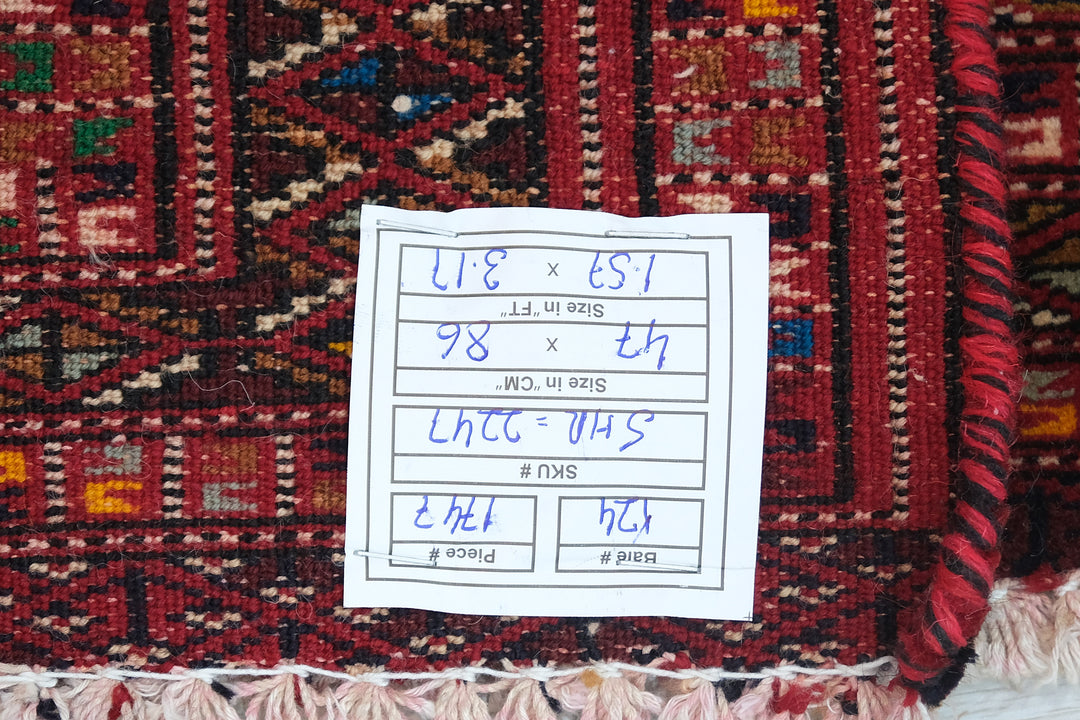 Bale # Piece #
124 1747
SKU #
SHR = 2247
Size in "CM"
47 x 86
Size in "FT"
1.57 x 3.17